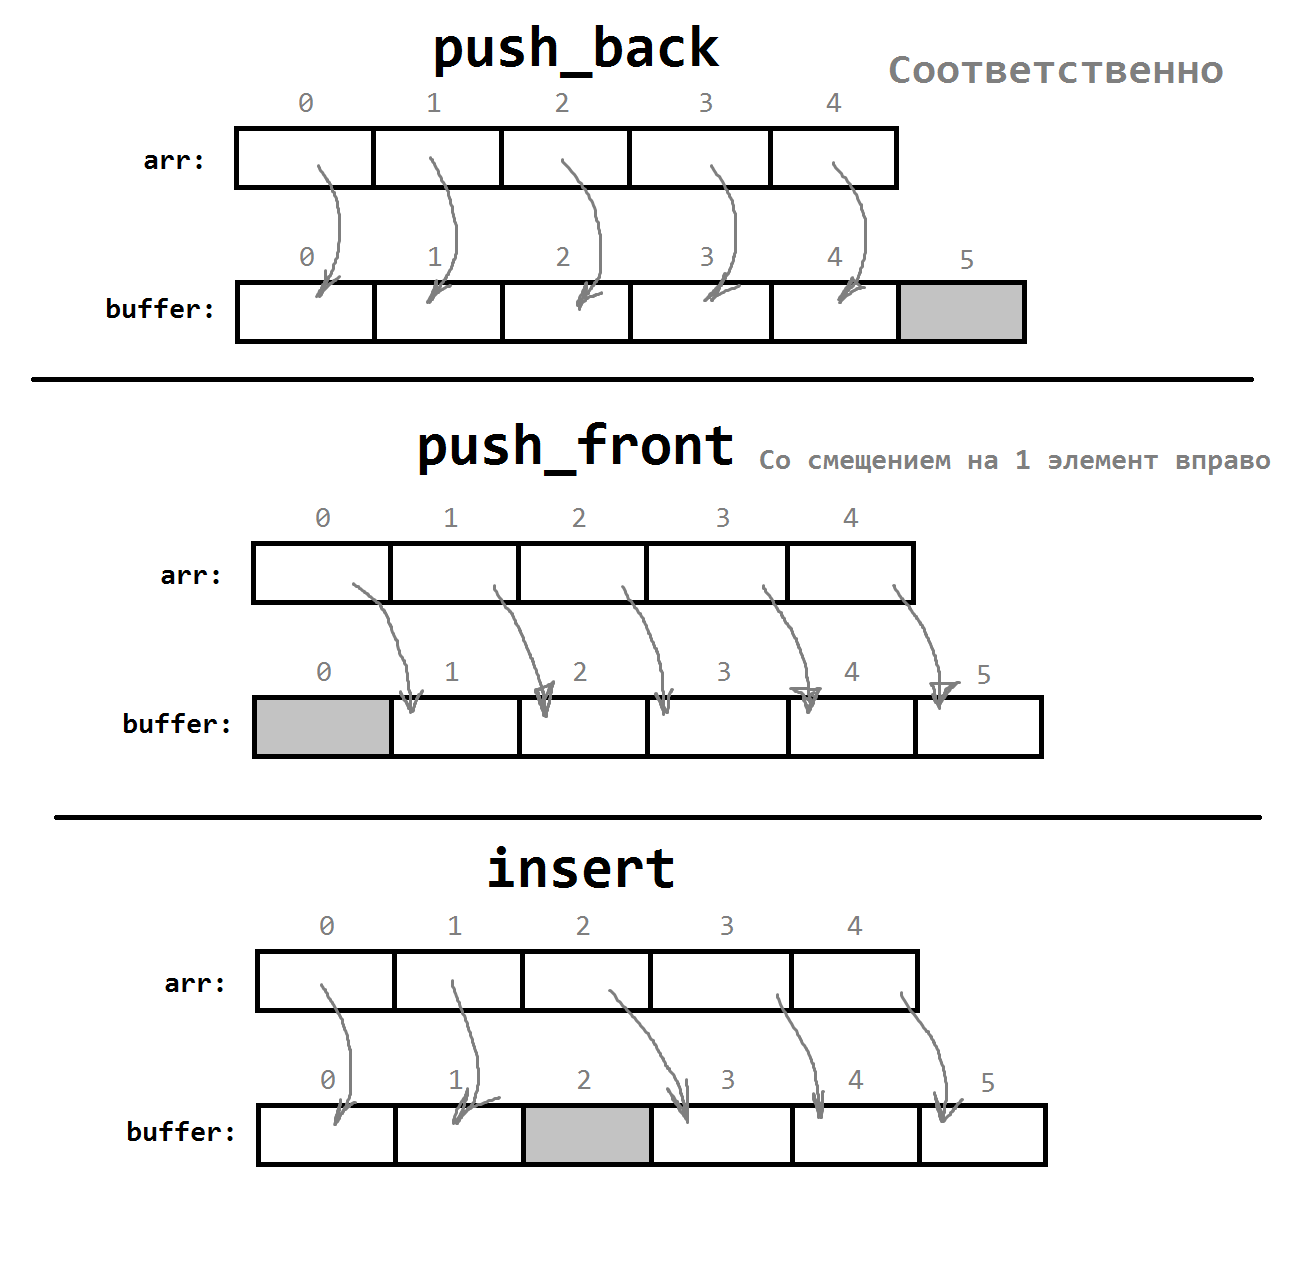 push_back
Соответственно
0 1 2 3 4
arr:
0 1 2 3 4 5
buffer:
push_front
Со смещением на 1 элемент вправо
0 1 2 3 4
arr:
0 1 2 3 4 5
buffer:
insert
0 1 2 3 4
arr:
0 1 2 3 4 5
buffer: